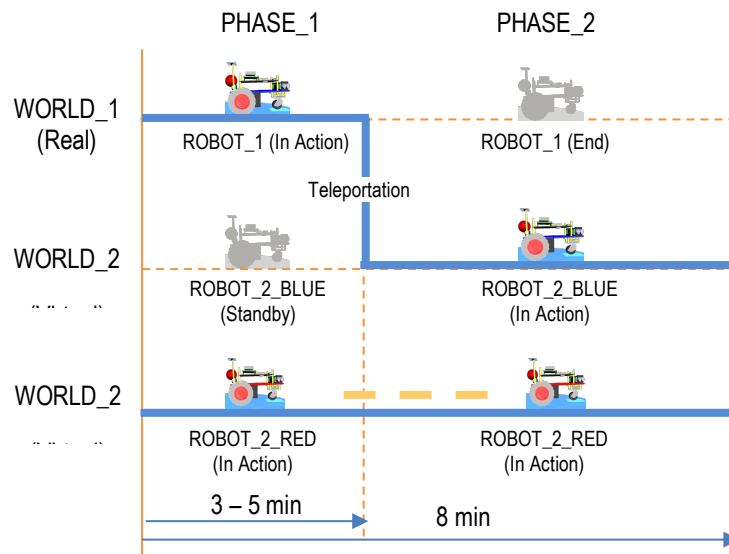 PHASE_1
PHASE_2
WORLD_1
(Real)
ROBOT_1 (In Action)
ROBOT_1 (End)
Teleportation
WORLD_2
ROBOT_2_BLUE
(Standby)
ROBOT_2_BLUE
(In Action)
WORLD_2
ROBOT_2_RED
(In Action)
ROBOT_2_RED
(In Action)
3 – 5 min
8 min